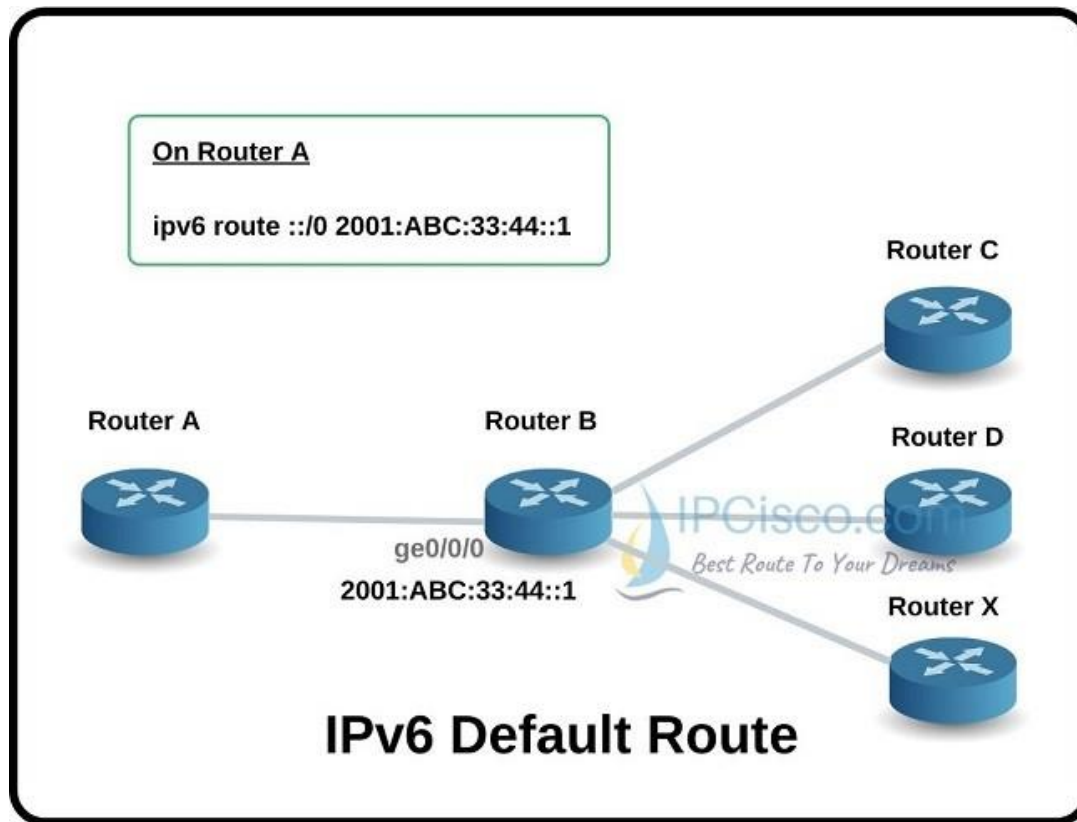 On Router A
ipv6 route ::/0 2001:ABC:33:44::1
Router C
Router A
Router B
Router D
IPCisco.com
ge0/0/0
Best Route To Your Dreams
2001:ABC:33:44::1
Router X
IPv6 Default Route